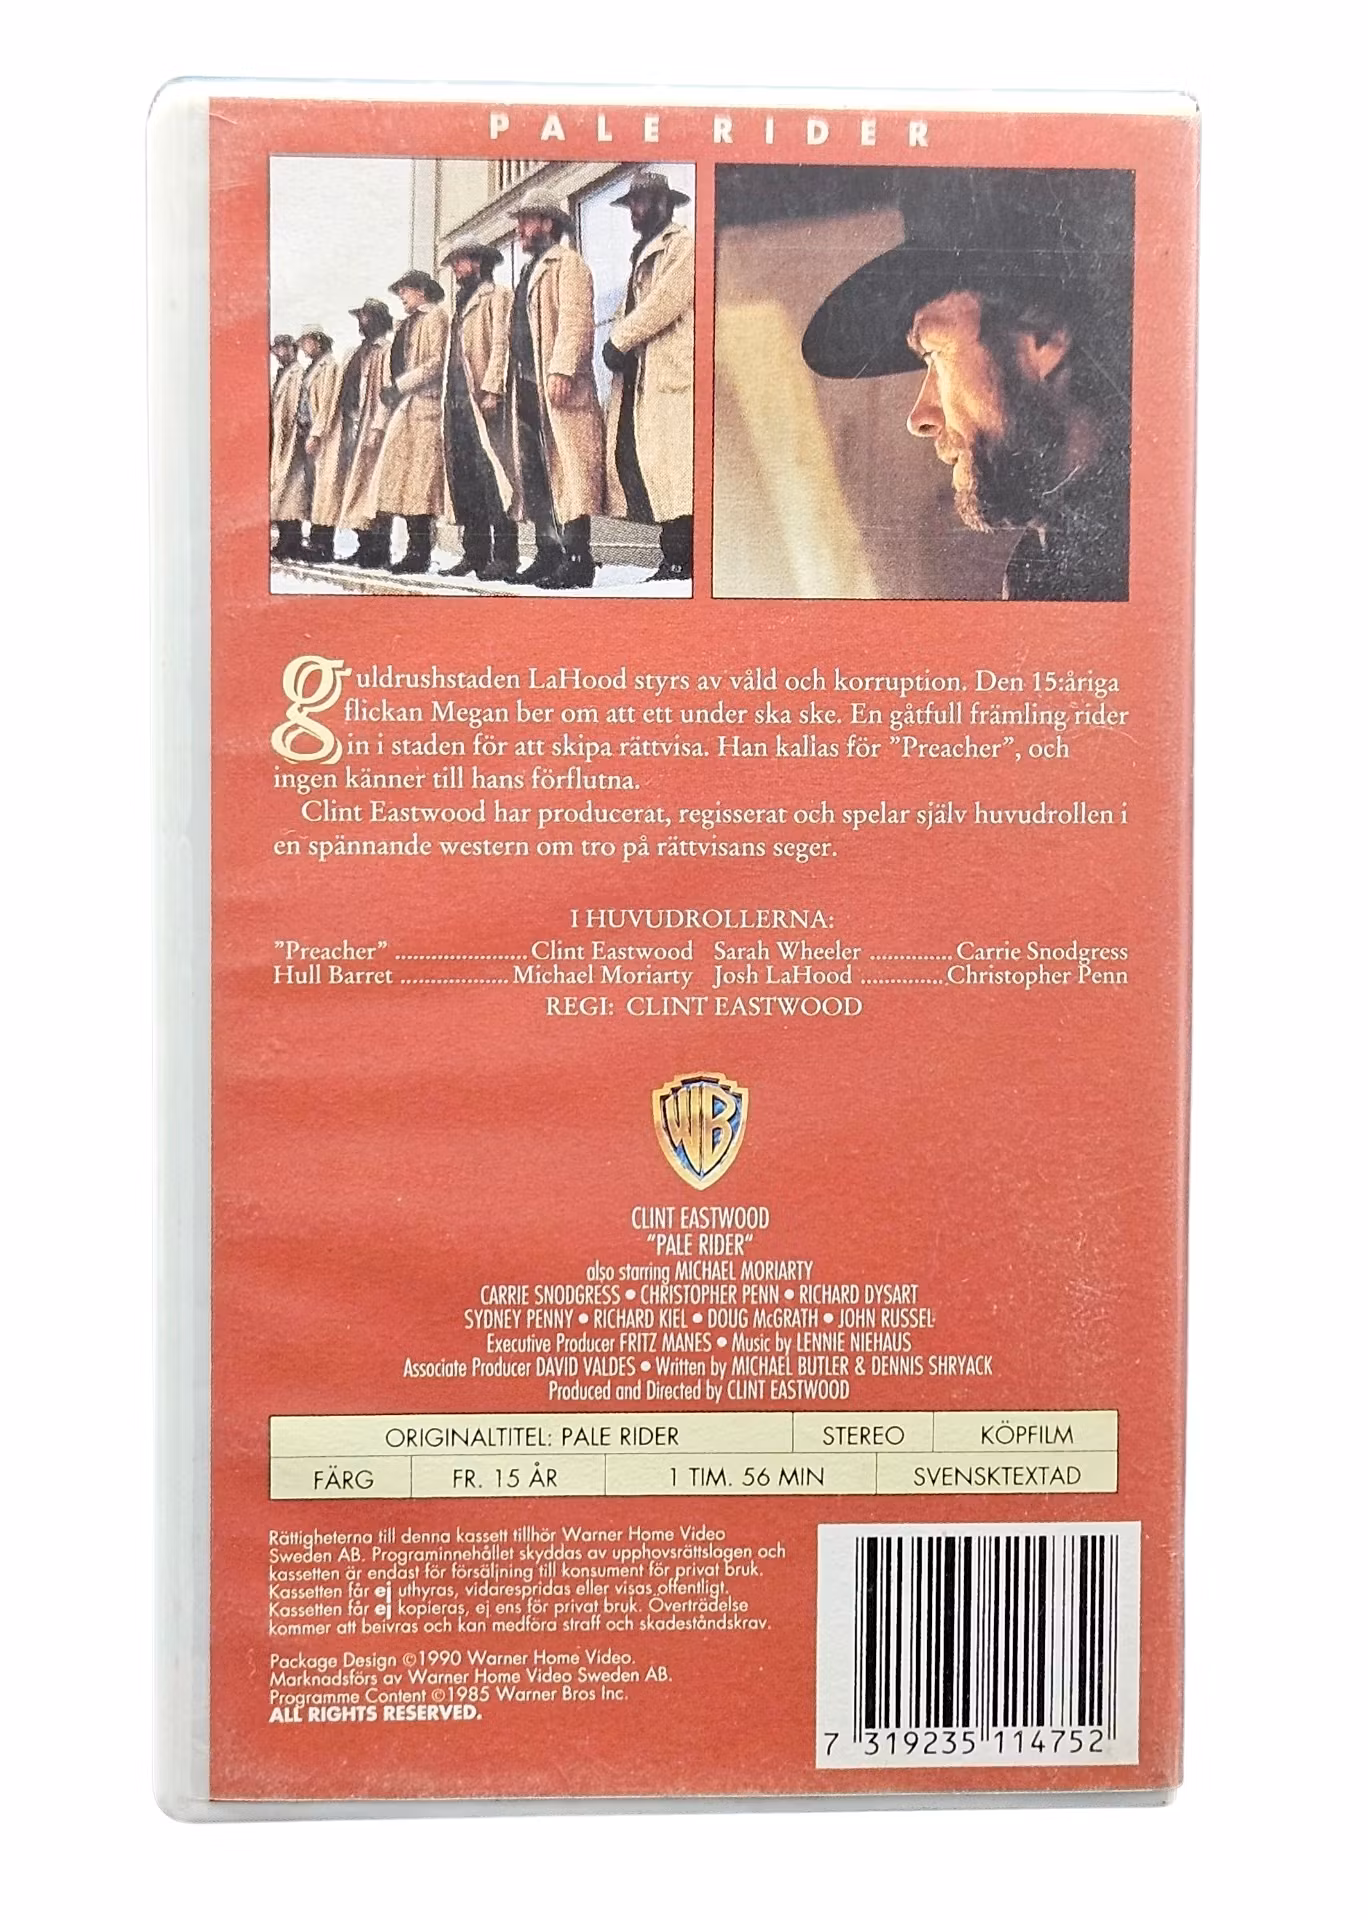 PALE RIDER
guldrushstaden LaHood styrs av våld och korruption. Den 15:åriga
flickan Megan ber om att ett under ska ske. En gåtfull främling rider
in i staden för att skipa rättvisa. Han kallas för ”Preacher”, och
ingen känner till hans förflutna.
Clint Eastwood har producerat, regisserat och spelar själv huvudrollen i
en spännande western om tro på rättvisans seger.
I HUVUDROLLERNA:
”Preacher” ........................ Clint Eastwood Sarah Wheeler ............... Carrie Snodgress
Hull Barret .................... Michael Moriarty Josh LaHood ............... Christopher Penn
REGI: CLINT EASTWOOD
WB
CLINT EASTWOOD
"PALE RIDER"
also starring MICHAEL MORIARTY
CARRIE SNODGRESS • CHRISTOPHER PENN • RICHARD DYSART
SYDNEY PENNY • RICHARD KIEL • DOUG McGRATH • JOHN RUSSEL
Executive Producer FRITZ MANES • Music by LENNIE NIEHAUS
Associate Producer DAVID VALDES • Written by MICHAEL BUTLER & DENNIS SHRYACK
Produced and Directed by CLINT EASTWOOD
ORIGINALTITEL: PALE RIDER STEREO KÖPFILM
FÄRG FR. 15 ÅR 1 TIM. 56 MIN SVENSKTEXTAD
Rättigheterna till denna kassett tillhör Warner Home Video
Sweden AB. Programinnehållet skyddas av upphovsrättslagen och
kassetten är endast för försäljning till konsument för privat bruk.
Kassetten får ej uthyras, vidarespridas eller visas offentligt.
Kassetten får ej kopieras, ej ens för privat bruk. Överträdelse
kommer att beivras och kan medföra straff och skadeståndskrav.
Package Design ©1990 Warner Home Video.
Marknadsförs av Warner Home Video Sweden AB.
Programme Content ©1985 Warner Bros Inc.
ALL RIGHTS RESERVED.
7 319235 114752